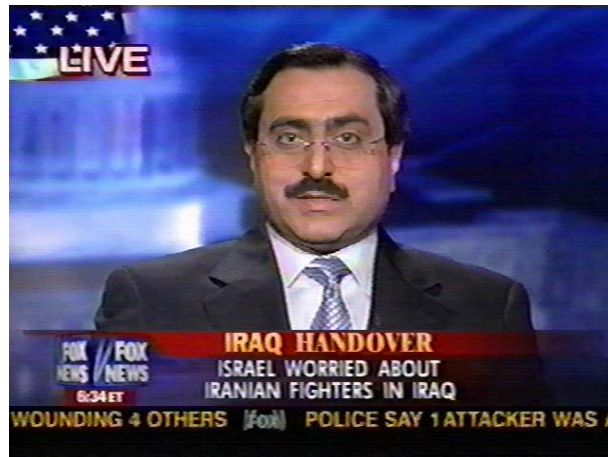 LIVE
IRAQ HANDOVER
FOX FOX
NEWS NEWS
ISRAEL WORRIED ABOUT
IRANIAN FIGHTERS IN IRAQ
6:34 ET
WOUNDING 4 OTHERS (Fox) POLICE SAY 1 ATTACKER WAS